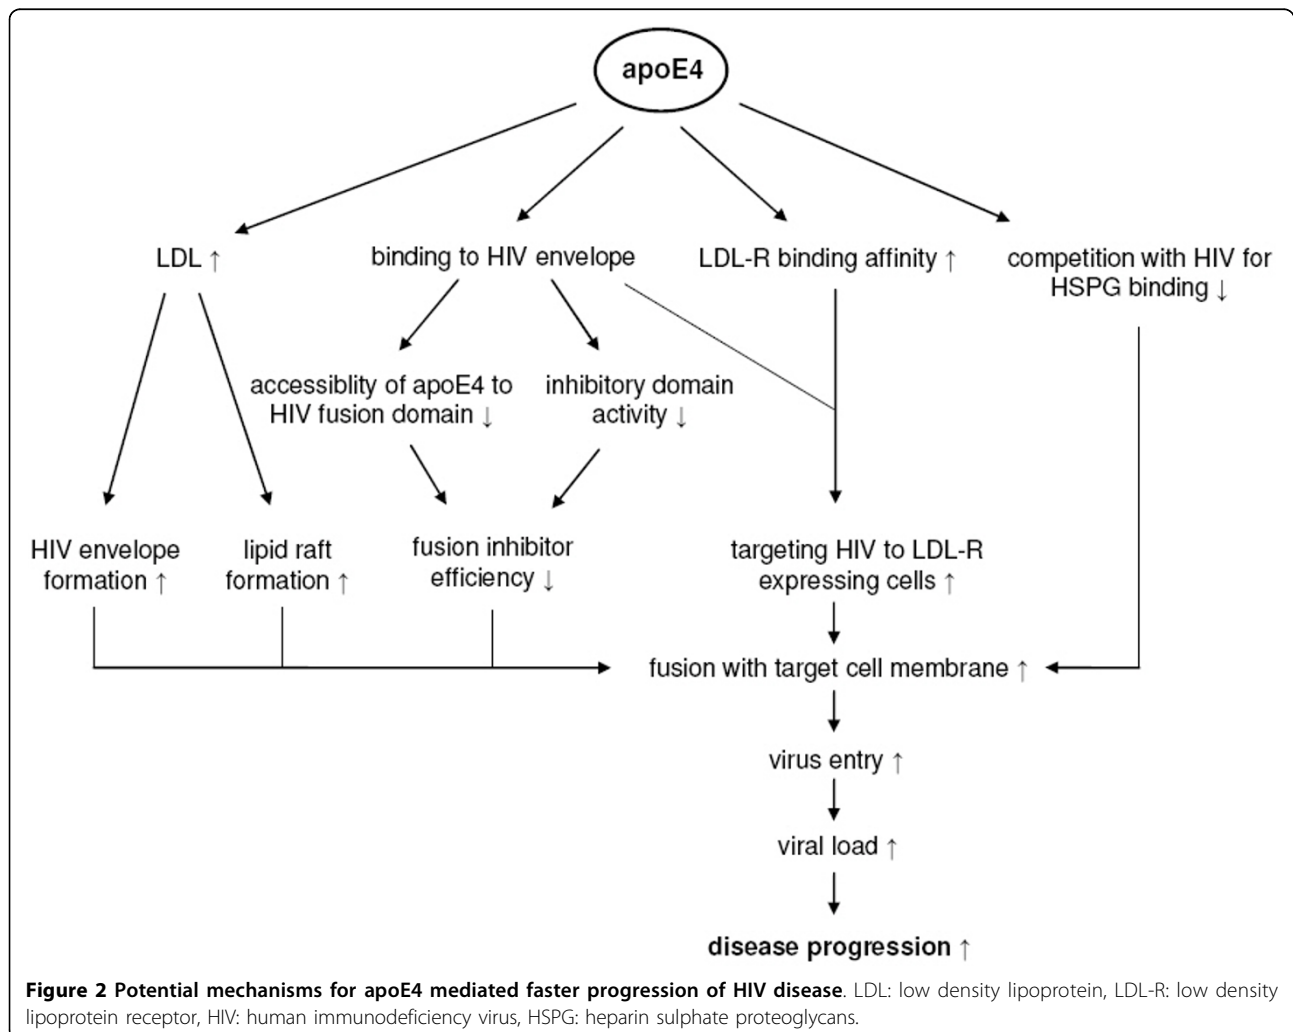 apoE4
LDL ↑
binding to HIV envelope
LDL-R binding affinity ↑
competition with HIV for
HSPG binding ↓
accessiblity of apoE4 to
HIV fusion domain ↓
inhibitory domain
activity ↓
HIV envelope
formation ↑
lipid raft
formation ↑
fusion inhibitor
efficiency ↓
targeting HIV to LDL-R
expressing cells ↑
fusion with target cell membrane ↑
virus entry ↑
viral load ↑
disease progression ↑
Figure 2 Potential mechanisms for apoE4 mediated faster progression of HIV disease. LDL: low density lipoprotein, LDL-R: low density
lipoprotein receptor, HIV: human immunodeficiency virus, HSPG: heparin sulphate proteoglycans.